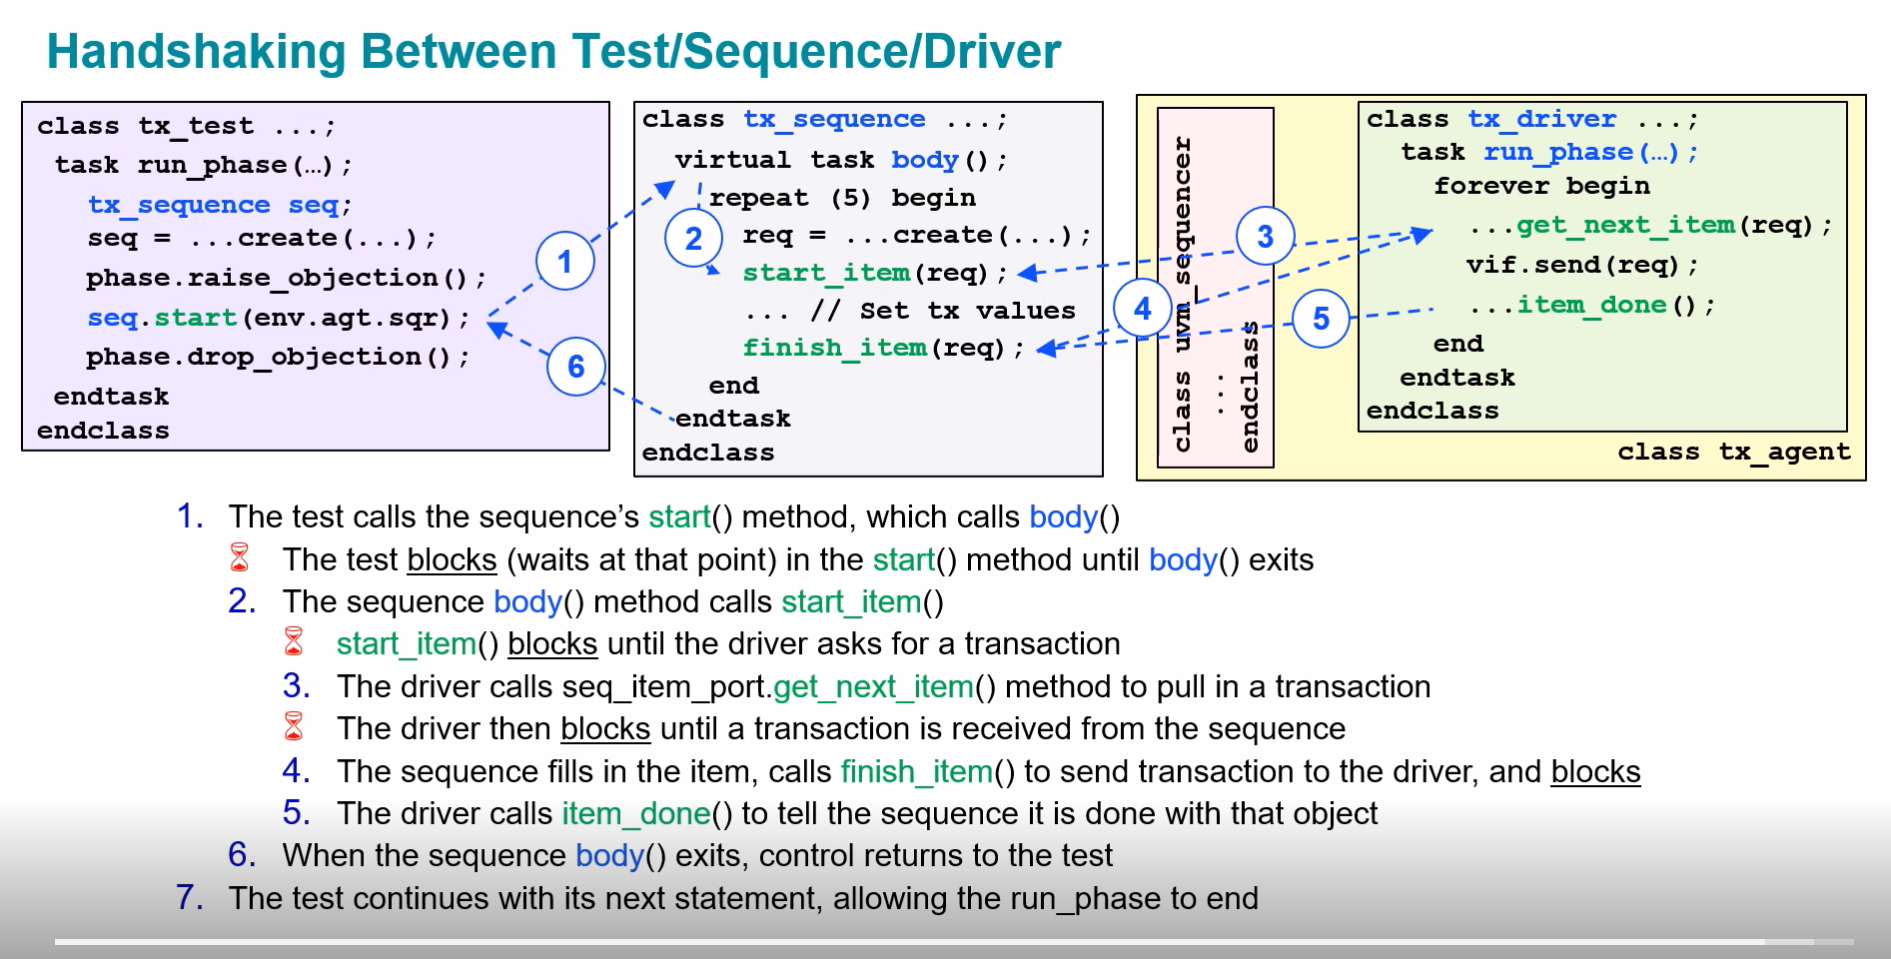 Handshaking Between Test/Sequence/Driver
class tx_test ...;
task run_phase(…);
tx_sequence seq;
seq = ...create(...);
phase.raise_objection();
seq.start(env.agt.sqr);
phase.drop_objection();
endtask
endclass
1
6
class tx_sequence ...;
virtual task body();
repeat (5) begin
2
req = ...create(...);
start_item(req);
... // Set tx values
finish_item(req);
end
endtask
endclass
3
4
5
class uvm_sequencer
...
endclass
class tx_driver ...;
task run_phase(…);
forever begin
...get_next_item(req);
vif.send(req);
...item_done();
end
endtask
endclass
class tx_agent
1. The test calls the sequence’s start() method, which calls body()
The test blocks (waits at that point) in the start() method until body() exits
2. The sequence body() method calls start_item()
start_item() blocks until the driver asks for a transaction
3. The driver calls seq_item_port.get_next_item() method to pull in a transaction
The driver then blocks until a transaction is received from the sequence
4. The sequence fills in the item, calls finish_item() to send transaction to the driver, and blocks
5. The driver calls item_done() to tell the sequence it is done with that object
6. When the sequence body() exits, control returns to the test
7. The test continues with its next statement, allowing the run_phase to end